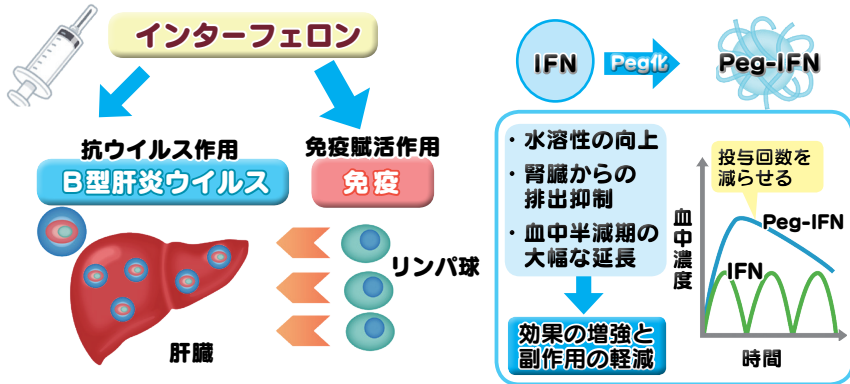 インターフェロン
抗ウイルス作用
B型肝炎ウイルス
免疫賦活作用
免疫
リンパ球
肝臓
IFN
Peg化
Peg-IFN
・水溶性の向上
・腎臓からの
排出抑制
・血中半減期の
大幅な延長
効果の増強と
副作用の軽減
投与回数を
減らせる
血中濃度
Peg-IFN
IFN
時間